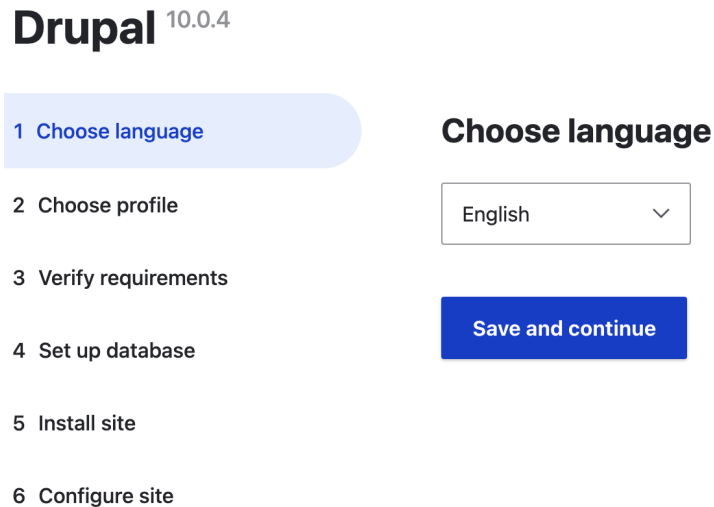 Drupal 10.0.4
1 Choose language
2 Choose profile
3 Verify requirements
4 Set up database
5 Install site
6 Configure site
Choose language
English
Save and continue